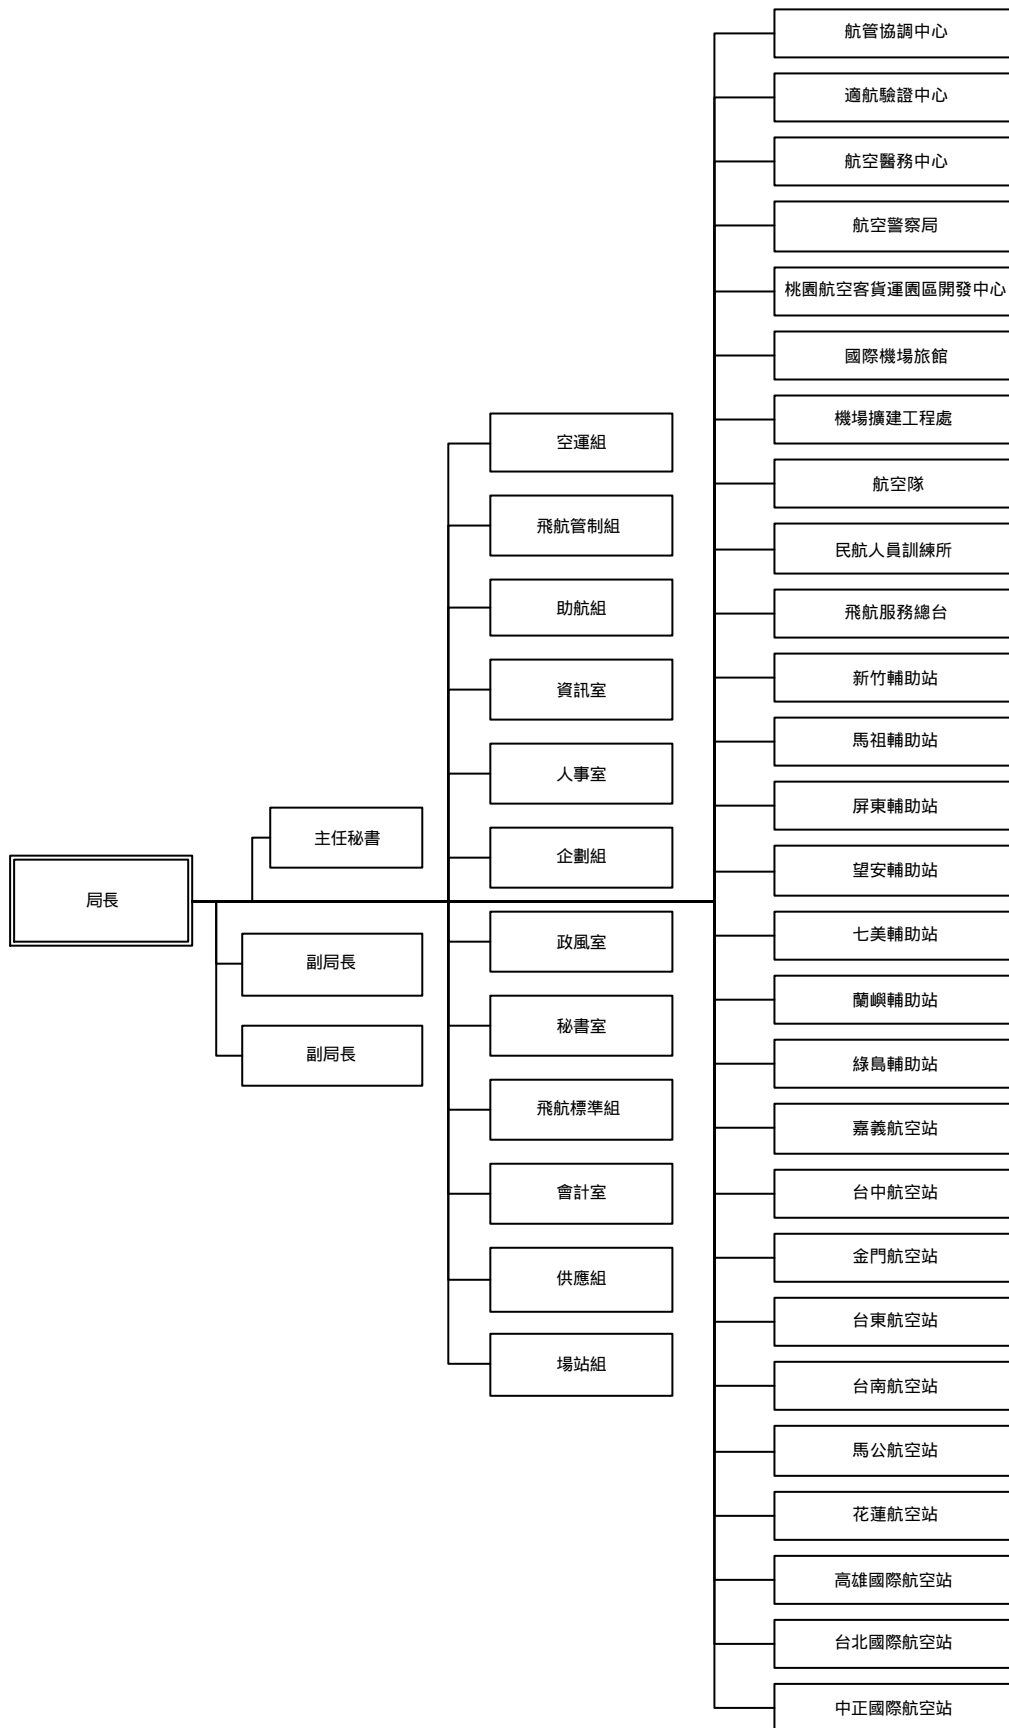 局長
主任秘書
副局長
副局長
空運組
飛航管制組
助航組
資訊室
人事室
企劃組
政風室
秘書室
飛航標準組
會計室
供應組
場站組
航管協調中心
適航驗證中心
航空醫務中心
航空警察局
桃園航空客貨運園區開發中心
國際機場旅館
機場擴建工程處
航空隊
民航人員訓練所
飛航服務總台
新竹輔助站
馬祖輔助站
屏東輔助站
望安輔助站
七美輔助站
蘭嶼輔助站
綠島輔助站
嘉義航空站
台中航空站
金門航空站
台東航空站
台南航空站
馬公航空站
花蓮航空站
高雄國際航空站
台北國際航空站
中正國際航空站